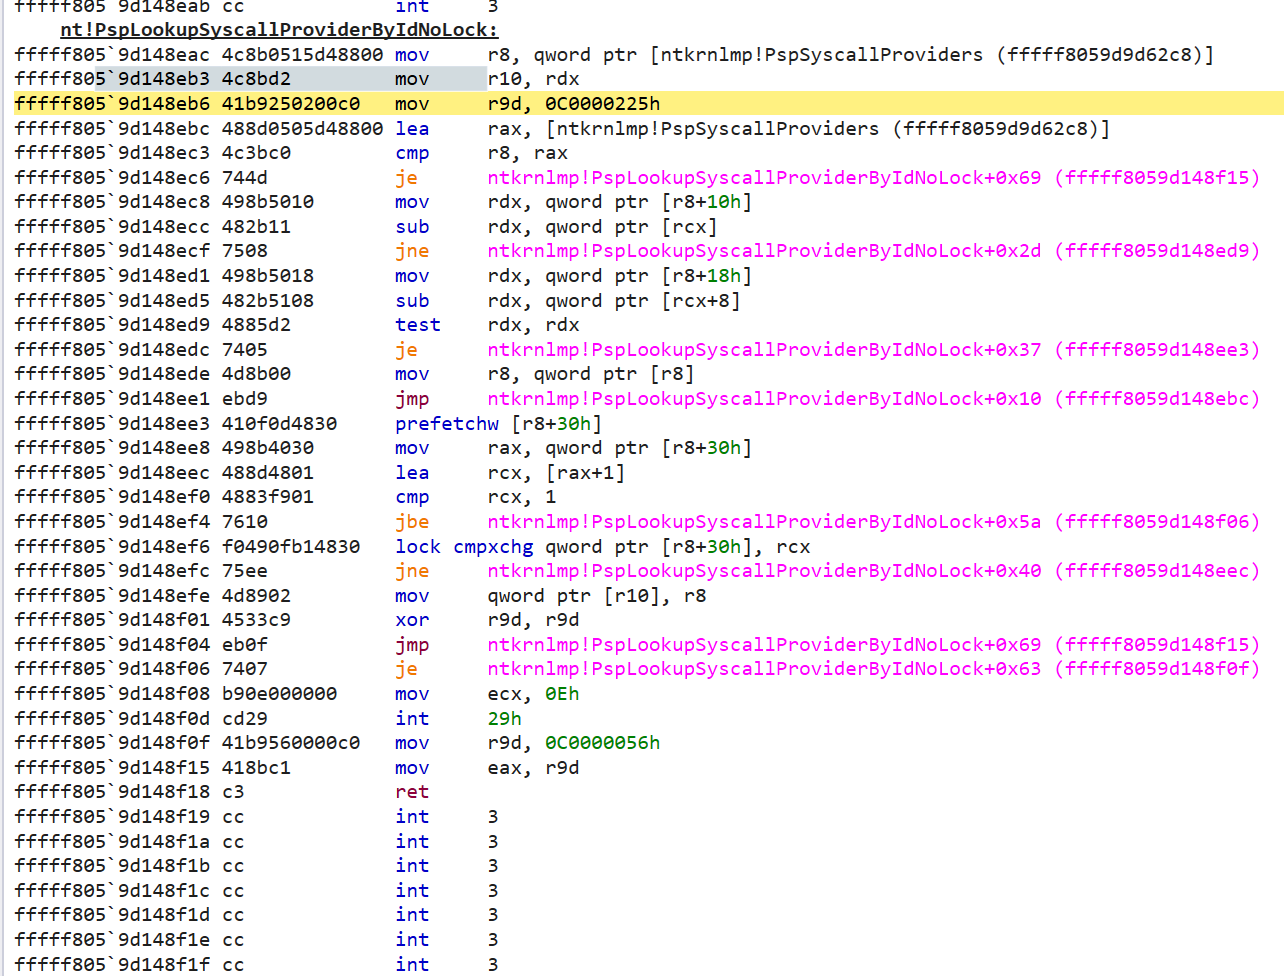 fffff805`9d148eab cc int 3
nt!PspLookupSyscallProviderByIdNoLock:
fffff805`9d148eac 4c8b0515d48800 mov r8, qword ptr [ntkrnlmp!PspSyscallProviders (fffff8059d9d62c8)]
fffff805`9d148eb3 4c8bd2 mov r10, rdx
fffff805`9d148eb6 41b9250200c0 mov r9d, 0C0000225h
fffff805`9d148ebc 488d0505d48800 lea rax, [ntkrnlmp!PspSyscallProviders (fffff8059d9d62c8)]
fffff805`9d148ec3 4c3bc0 cmp r8, rax
fffff805`9d148ec6 744d je ntkrnlmp!PspLookupSyscallProviderByIdNoLock+0x69 (fffff8059d148f15)
fffff805`9d148ec8 498b5010 mov rdx, qword ptr [r8+10h]
fffff805`9d148ecc 482b11 sub rdx, qword ptr [rcx]
fffff805`9d148ecf 7508 jne ntkrnlmp!PspLookupSyscallProviderByIdNoLock+0x2d (fffff8059d148ed9)
fffff805`9d148ed1 498b5018 mov rdx, qword ptr [r8+18h]
fffff805`9d148ed5 482b5108 sub rdx, qword ptr [rcx+8]
fffff805`9d148ed9 4885d2 test rdx, rdx
fffff805`9d148edc 7405 je ntkrnlmp!PspLookupSyscallProviderByIdNoLock+0x37 (fffff8059d148ee3)
fffff805`9d148ede 4d8b00 mov r8, qword ptr [r8]
fffff805`9d148ee1 ebd9 jmp ntkrnlmp!PspLookupSyscallProviderByIdNoLock+0x10 (fffff8059d148ebc)
fffff805`9d148ee3 410f0d4830 prefetchw [r8+30h]
fffff805`9d148ee8 498b4030 mov rax, qword ptr [r8+30h]
fffff805`9d148eec 488d4801 lea rcx, [rax+1]
fffff805`9d148ef0 4883f901 cmp rcx, 1
fffff805`9d148ef4 7610 jbe ntkrnlmp!PspLookupSyscallProviderByIdNoLock+0x5a (fffff8059d148f06)
fffff805`9d148ef6 f0490fb14830 lock cmpxchg qword ptr [r8+30h], rcx
fffff805`9d148efc 75ee jne ntkrnlmp!PspLookupSyscallProviderByIdNoLock+0x40 (fffff8059d148eec)
fffff805`9d148efe 4d8902 mov qword ptr [r10], r8
fffff805`9d148f01 4533c9 xor r9d, r9d
fffff805`9d148f04 eb0f jmp ntkrnlmp!PspLookupSyscallProviderByIdNoLock+0x69 (fffff8059d148f15)
fffff805`9d148f06 7407 je ntkrnlmp!PspLookupSyscallProviderByIdNoLock+0x63 (fffff8059d148f0f)
fffff805`9d148f08 b90e000000 mov ecx, 0Eh
fffff805`9d148f0d cd29 int 29h
fffff805`9d148f0f 41b9560000c0 mov r9d, 0C0000056h
fffff805`9d148f15 418bc1 mov eax, r9d
fffff805`9d148f18 c3 ret
fffff805`9d148f19 cc int 3
fffff805`9d148f1a cc int 3
fffff805`9d148f1b cc int 3
fffff805`9d148f1c cc int 3
fffff805`9d148f1d cc int 3
fffff805`9d148f1e cc int 3
fffff805`9d148f1f cc int 3